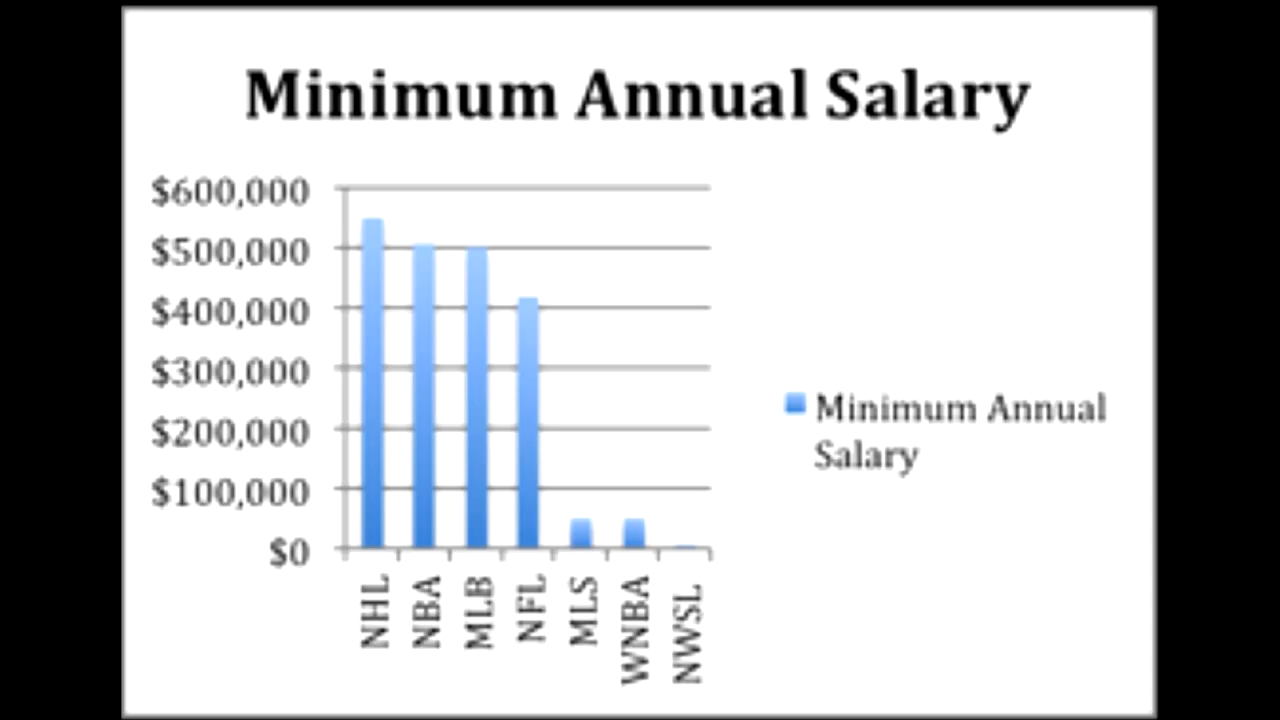 Minimum Annual Salary
$600,000
$500,000
$400,000
$300,000
$200,000
$100,000
$0
NHL
NBA
MLB
NFL
MLS
WNBA
NWSL
Minimum Annual
Salary